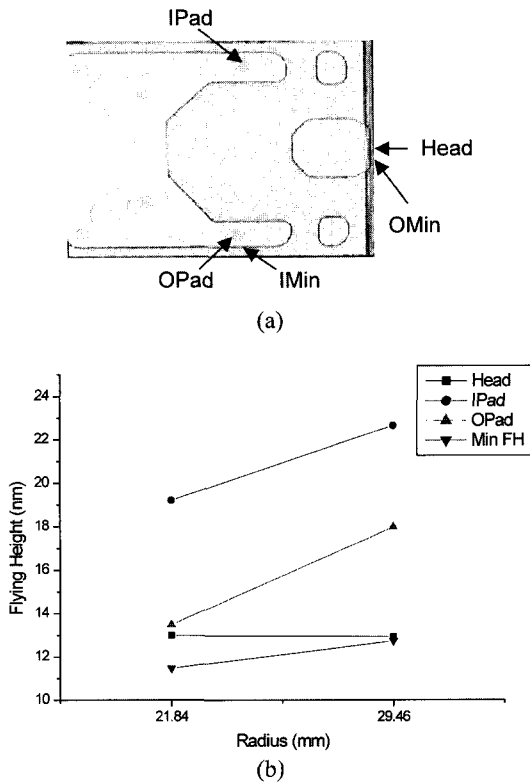 IPad
Head
OMin
OPad
IMin
(a)
Head
IPad
OPad
Min FH
24
22
20
18
16
14
12
10
Flying Height (nm)
21.84
29.46
Radius (mm)
(b)